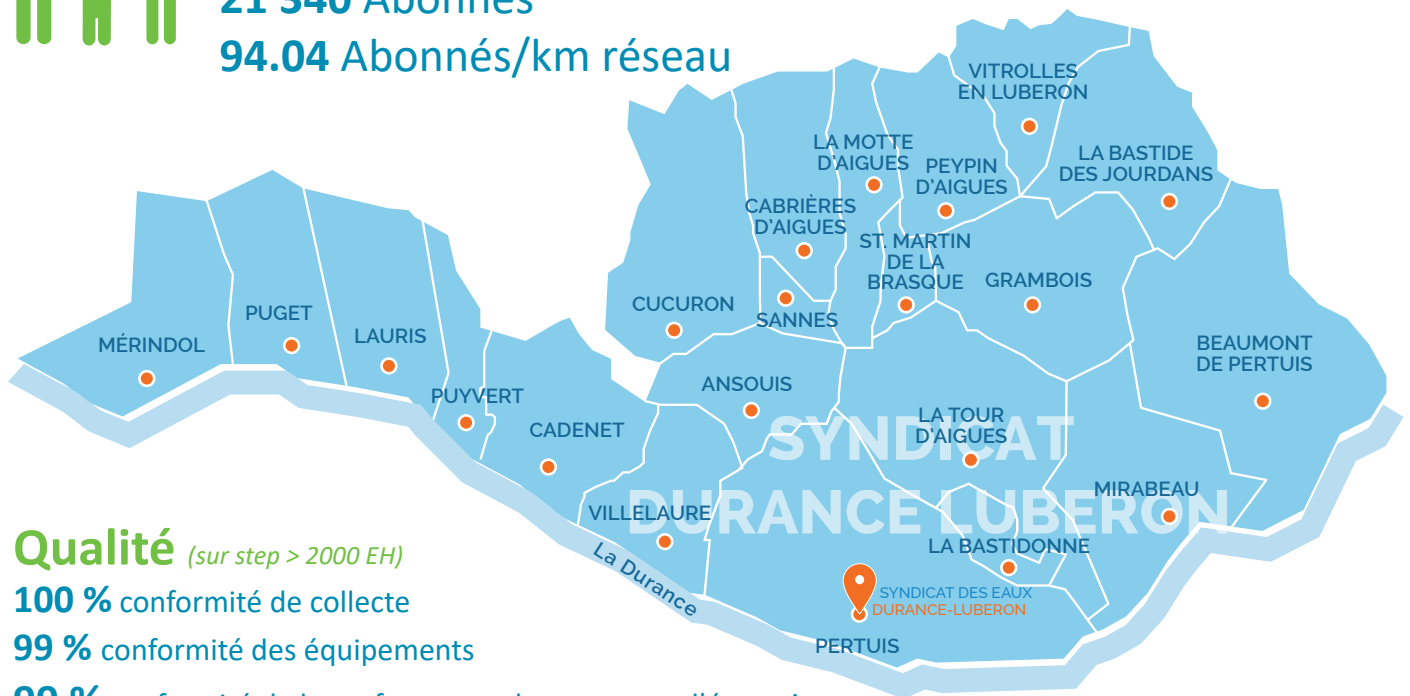 21 340 Abonnés
94.04 Abonnés/km réseau
VITROLLES
EN LUBERON
LA MOTTE
D'AIGUES
PEYPIN
D'AIGUES
LA BASTIDE
DES JOURDANS
CABRIÈRES
D'AIGUES
ST. MARTIN
DE LA
BRASQUE
GRAMBOIS
CUCURON
SANNES
PUGET
LAURIS
MÉRINDOL
BEAUMONT
DE PERTUIS
PUYVERT
ANSOUIS
CADENET
LA TOUR
D'AIGUES
SYNDICAT
DURANCE LUBERON
MIRABEAU
VILLELAURE
LA BASTIDONNE
La Durance
SYNDICAT DES EAUX
DURANCE-LUBERON
PERTUIS
Qualité (sur step > 2000 EH)
100 % conformité de collecte
99 % conformité des équipements
99 %